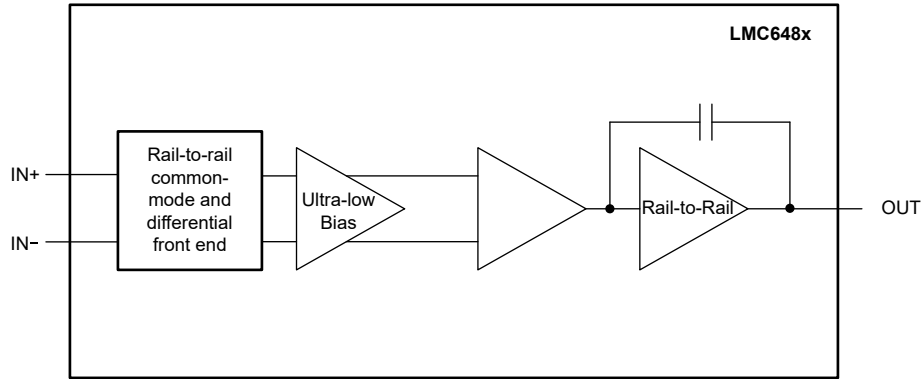 LMC648x
IN+
IN−
Rail-to-rail
common-
mode and
differential
front end
Ultra-low
Bias
Rail-to-Rail
OUT